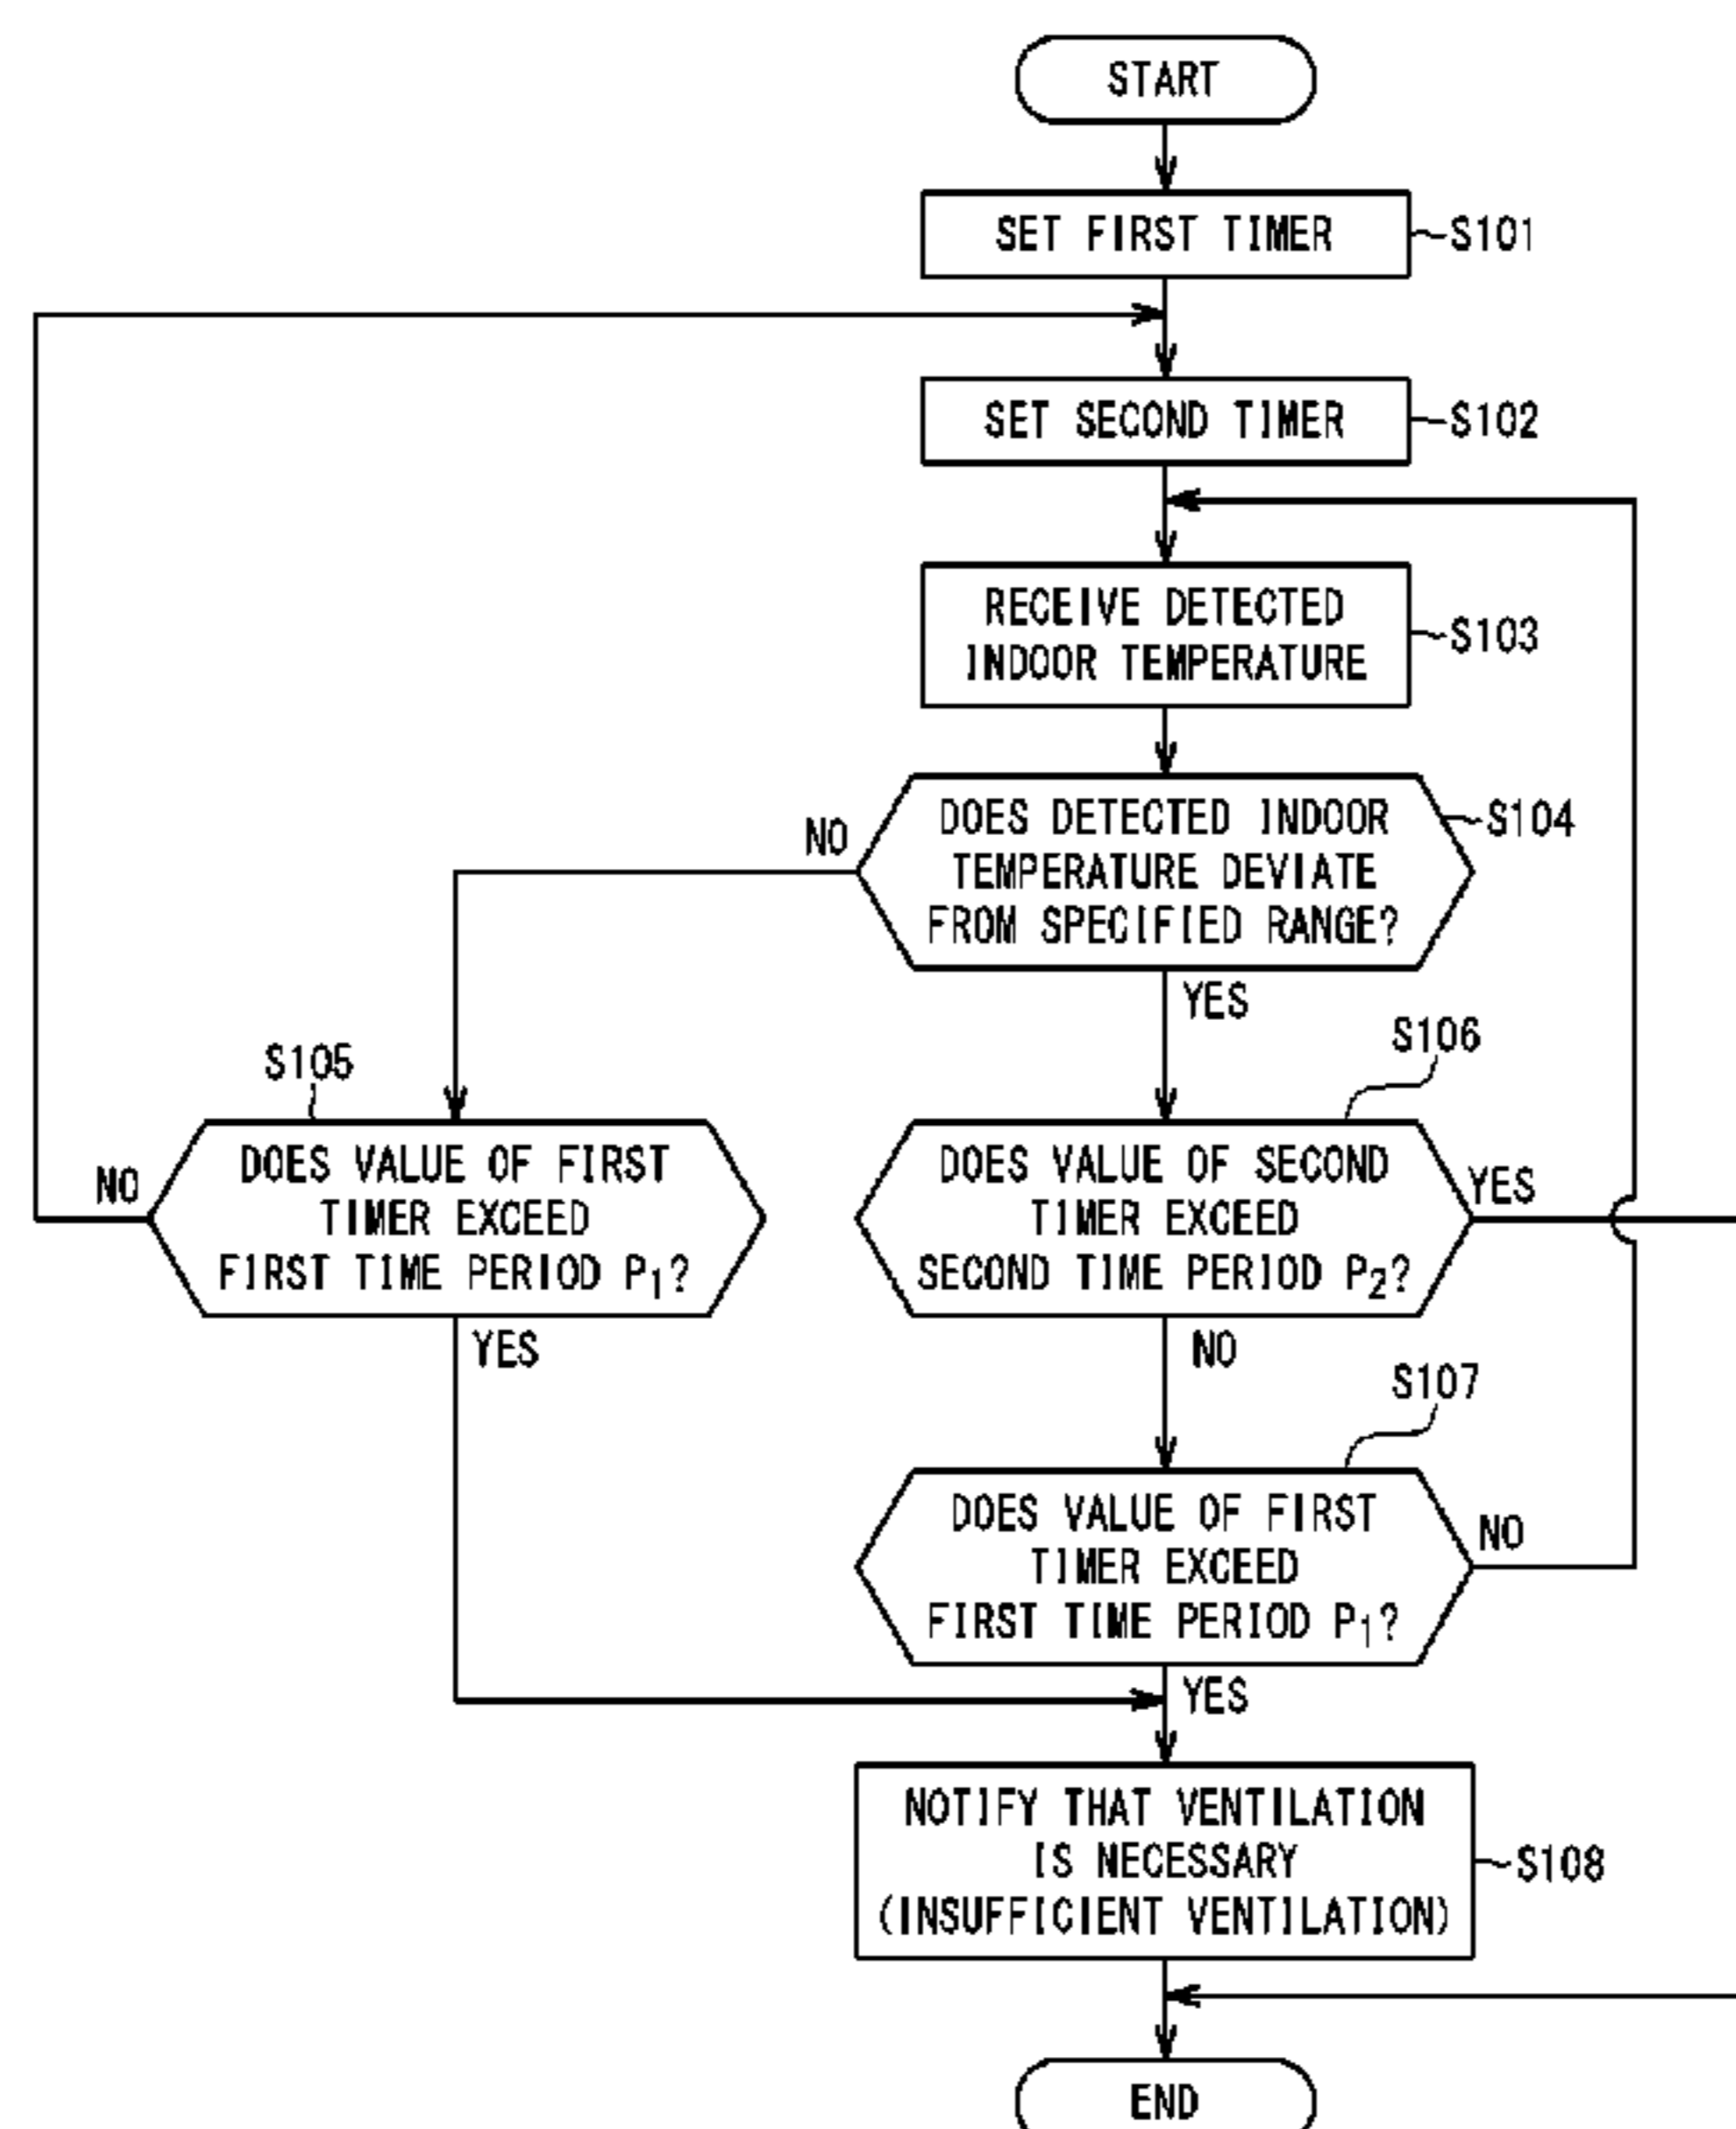 START
SET FIRST TIMER
S101
SET SECOND TIMER
S102
RECEIVE DETECTED
INDOOR TEMPERATURE
S103
DOES DETECTED INDOOR
TEMPERATURE DEVIATE
FROM SPECIFIED RANGE?
S104
NO
YES
S105
DOES VALUE OF FIRST
TIMER EXCEED
FIRST TIME PERIOD P1?
NO
YES
S106
DOES VALUE OF SECOND
TIMER EXCEED
SECOND TIME PERIOD P2?
YES
NO
S107
DOES VALUE OF FIRST
TIMER EXCEED
FIRST TIME PERIOD P1?
NO
YES
NOTIFY THAT VENTILATION
IS NECESSARY
(INSUFFICIENT VENTILATION)
S108
END